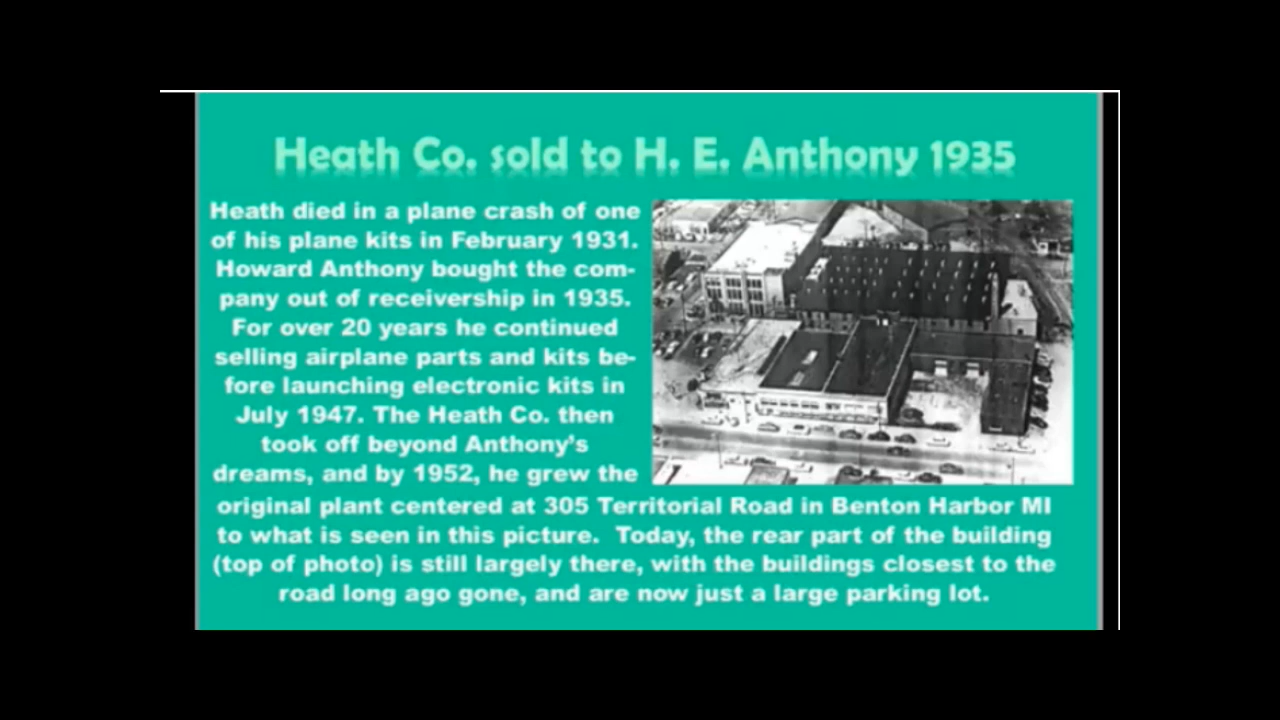 Heath Co. sold to H. E. Anthony 1935
Heath died in a plane crash of one
of his plane kits in February 1931.
Howard Anthony bought the com-
pany out of receivership in 1935.
For over 20 years he continued
selling airplane parts and kits be-
fore launching electronic kits in
July 1947. The Heath Co. then
took off beyond Anthony's
dreams, and by 1952, he grew the
original plant centered at 305 Territorial Road in Benton Harbor MI
to what is seen in this picture.  Today, the rear part of the building
(top of photo) is still largely there, with the buildings closest to the
road long ago gone, and are now just a large parking lot.